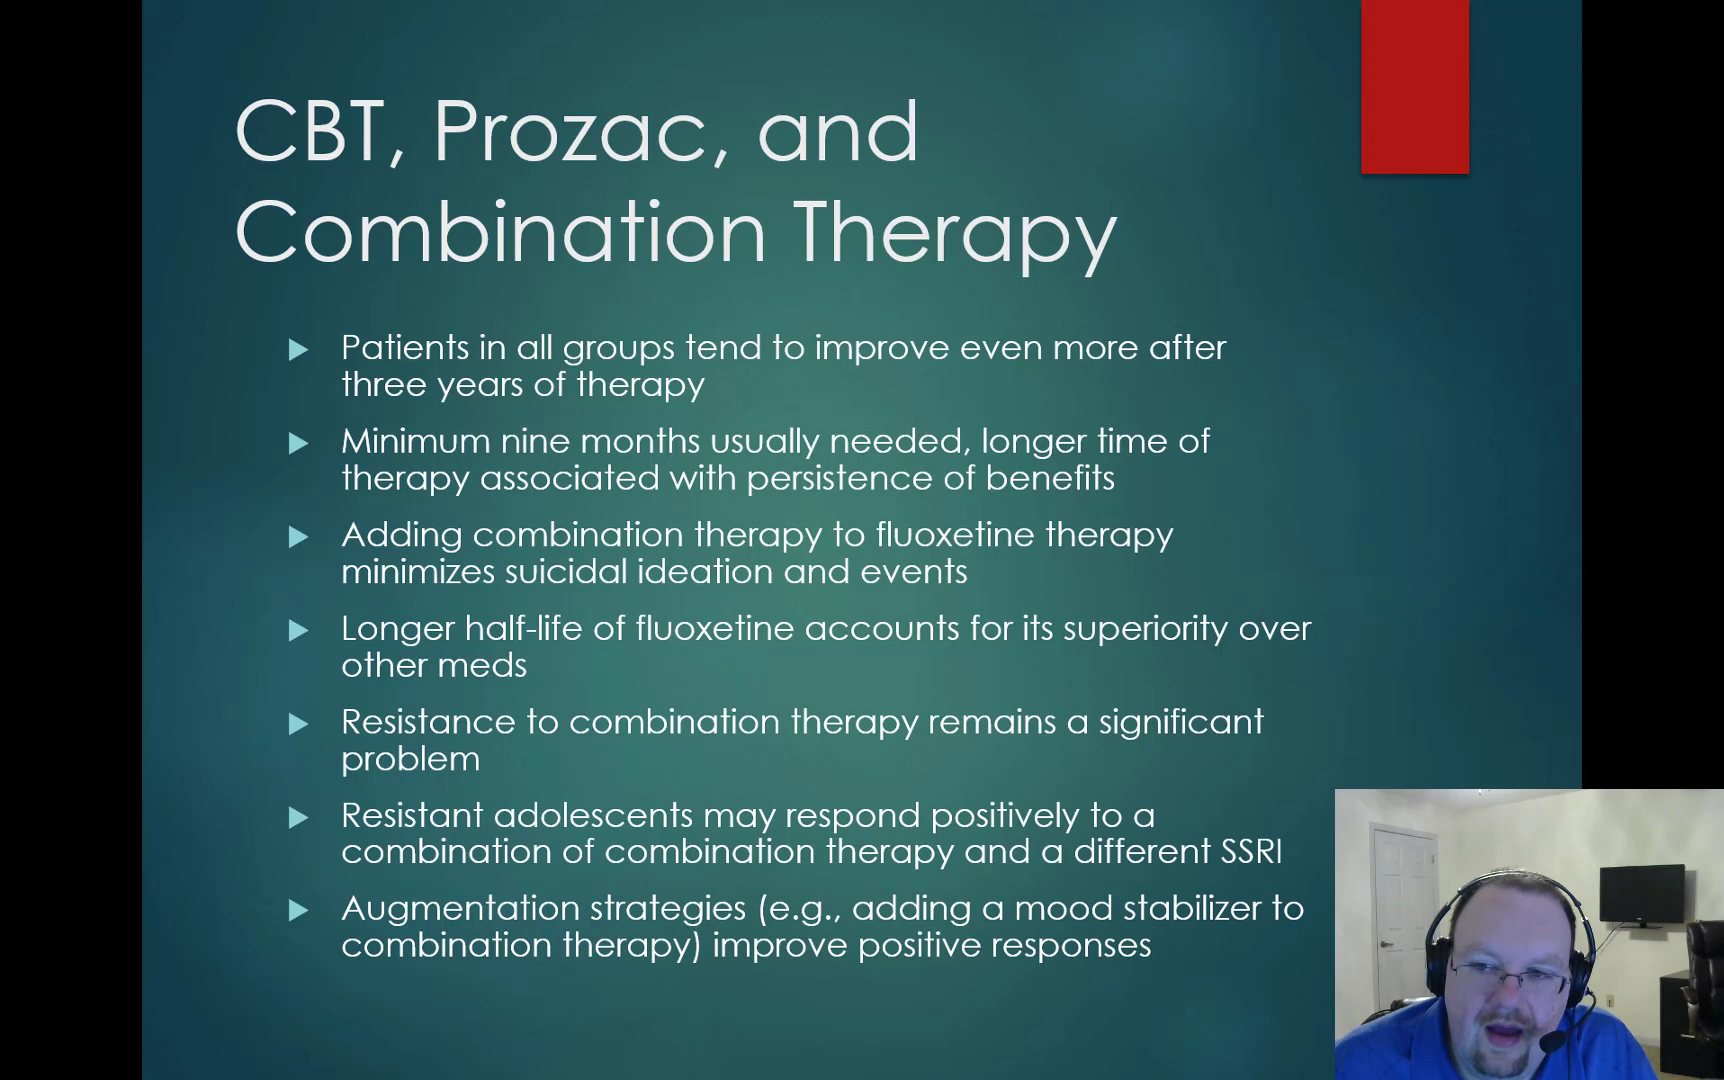 CBT, Prozac, and
Combination Therapy
Patients in all groups tend to improve even more after
three years of therapy
Minimum nine months usually needed, longer time of
therapy associated with persistence of benefits
Adding combination therapy to fluoxetine therapy
minimizes suicidal ideation and events
Longer half-life of fluoxetine accounts for its superiority over
other meds
Resistance to combination therapy remains a significant
problem
Resistant adolescents may respond positively to a
combination of combination therapy and a different SSRI
Augmentation strategies (e.g., adding a mood stabilizer to
combination therapy) improve positive responses